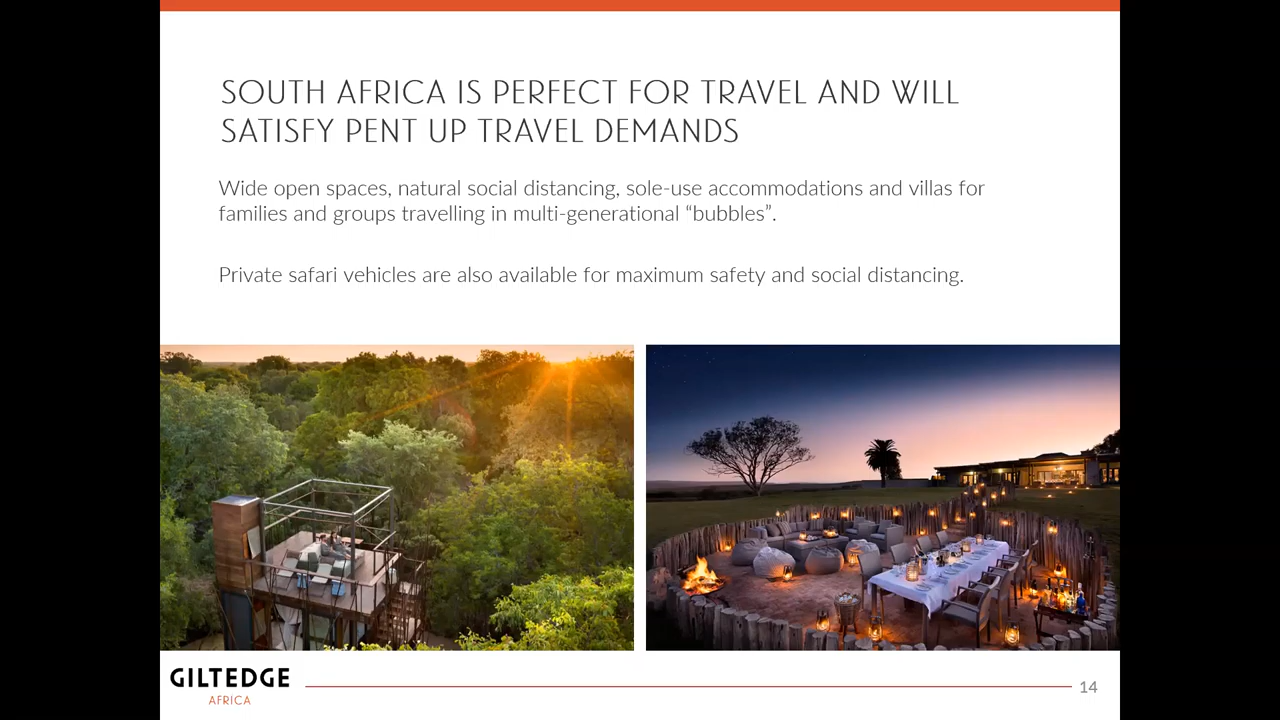 SOUTH AFRICA IS PERFECT FOR TRAVEL AND WILL
SATISFY PENT UP TRAVEL DEMANDS
Wide open spaces, natural social distancing, sole-use accommodations and villas for
families and groups travelling in multi-generational “bubbles”.
Private safari vehicles are also available for maximum safety and social distancing.
GILTEDGE
AFRICA
14